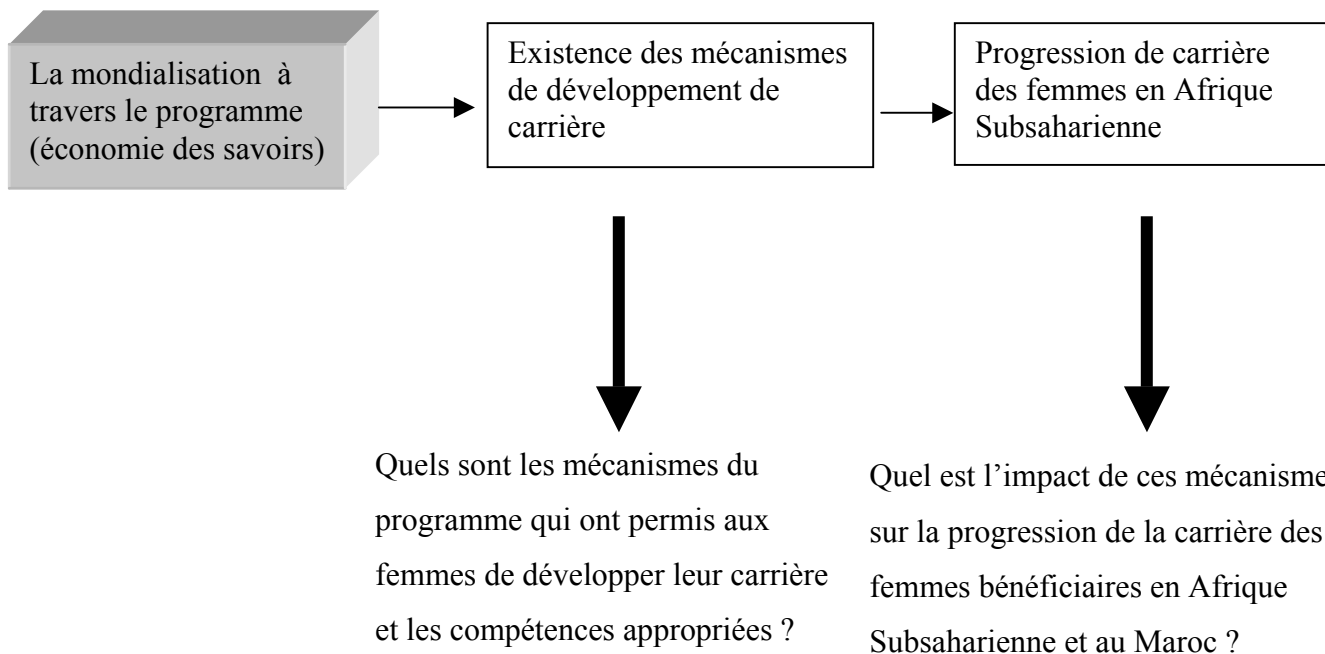 La mondialisation à
travers le programme
(économie des savoirs)
Existence des mécanismes
de développement de
carrière
Progression de carrière
des femmes en Afrique
Subsaharienne
Quels sont les mécanismes du
programme qui ont permis aux
femmes de développer leur carrière
et les compétences appropriées ?
Quel est l’impact de ces mécanisme
sur la progression de la carrière des
femmes bénéficiaires en Afrique
Subsaharienne et au Maroc ?